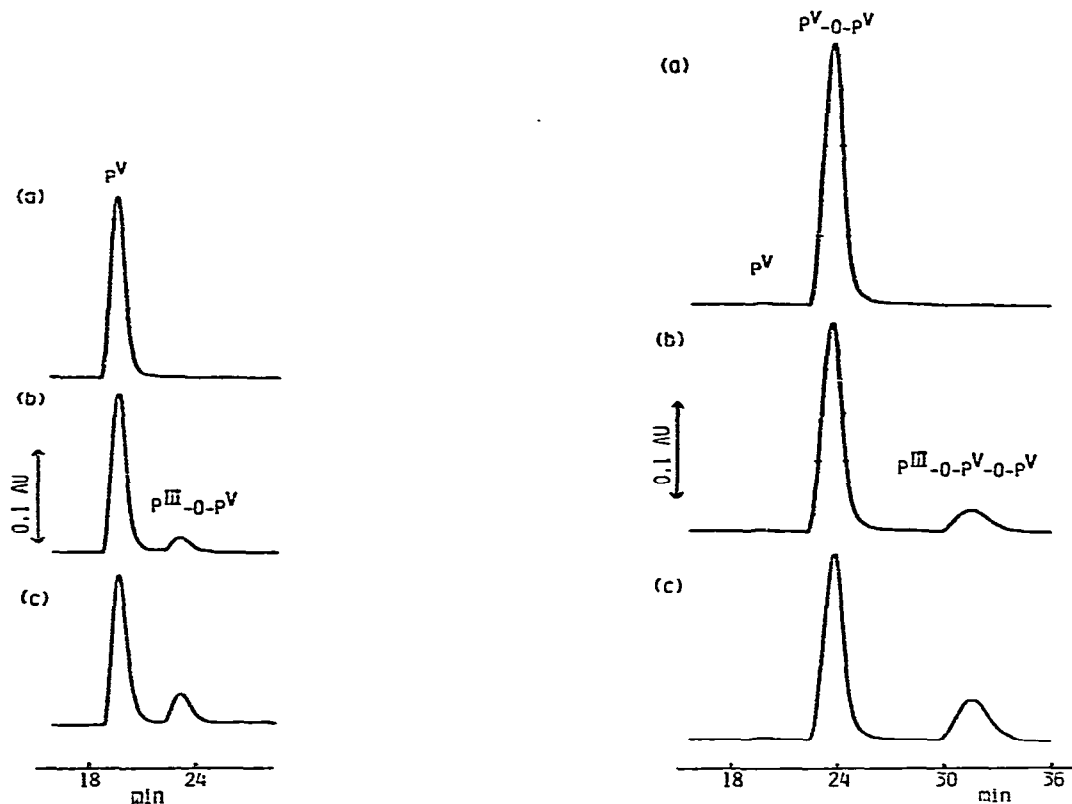 (a)
P^V
(b)
0.1 AU
P^III-O-P^V
(c)
18 24
min
P^V-O-P^V
(a)
P^V
(b)
0.1 AU
P^III-O-P^V-O-P^V
(c)
18 24 30 36
min